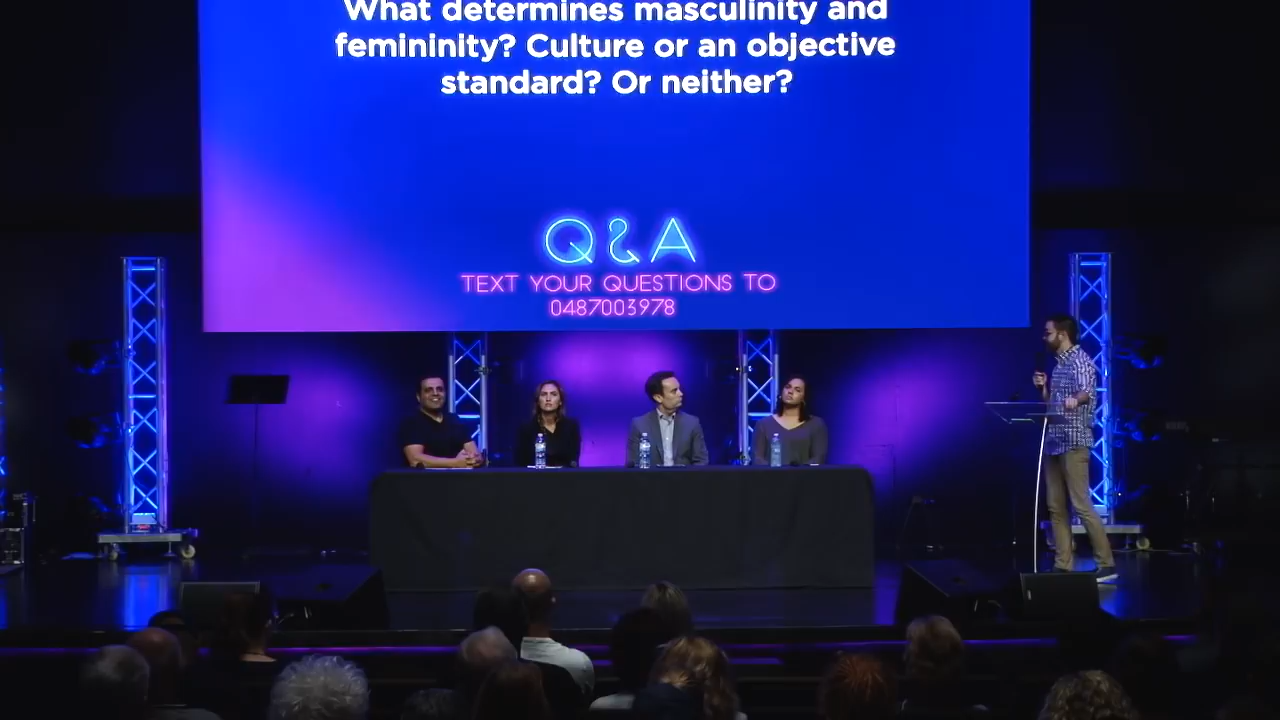 What determines masculinity and
femininity? Culture or an objective
standard? Or neither?
Q&A
TEXT YOUR QUESTIONS TO
0487003978